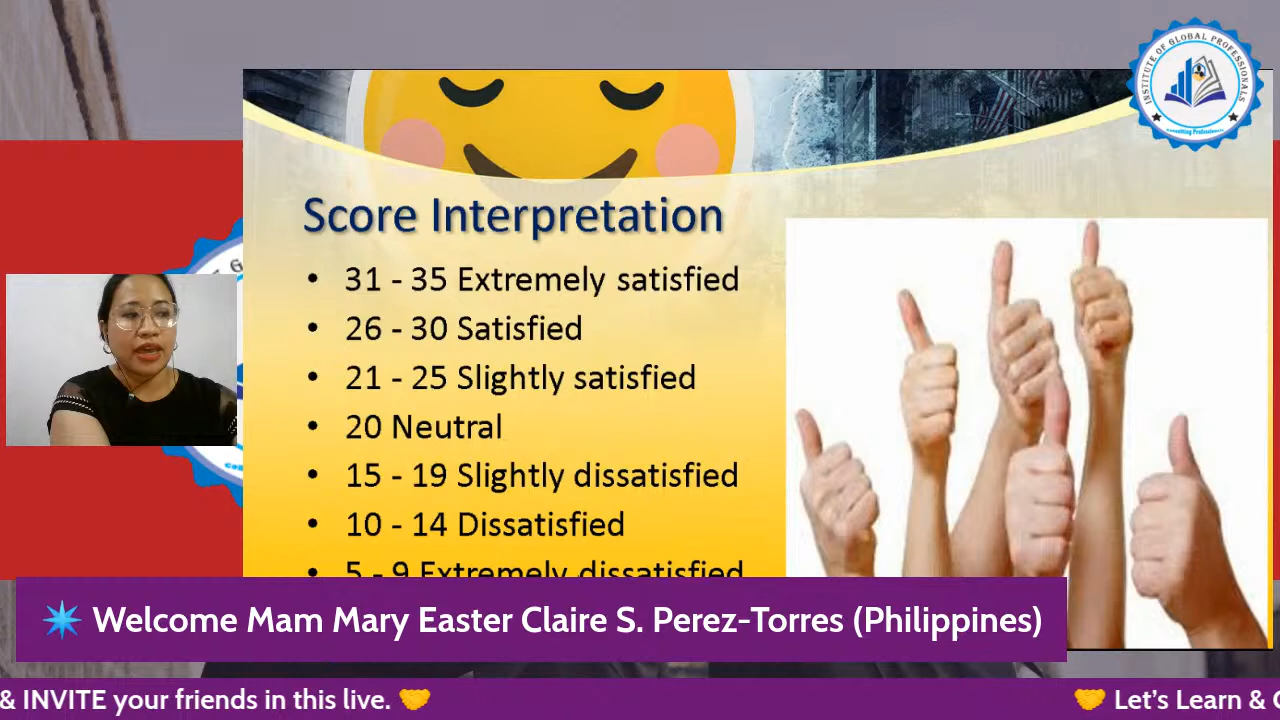 INSTITUTE OF GLOBAL PROFESSIONALS
Consulting Professionals
Score Interpretation
• 31 - 35 Extremely satisfied
• 26 - 30 Satisfied
• 21 - 25 Slightly satisfied
• 20 Neutral
• 15 - 19 Slightly dissatisfied
• 10 - 14 Dissatisfied
• 5 - 9 Extremely dissatisfied
Welcome Mam Mary Easter Claire S. Perez-Torres (Philippines)
& INVITE your friends in this live. 🤝 🤝 Let's Learn &